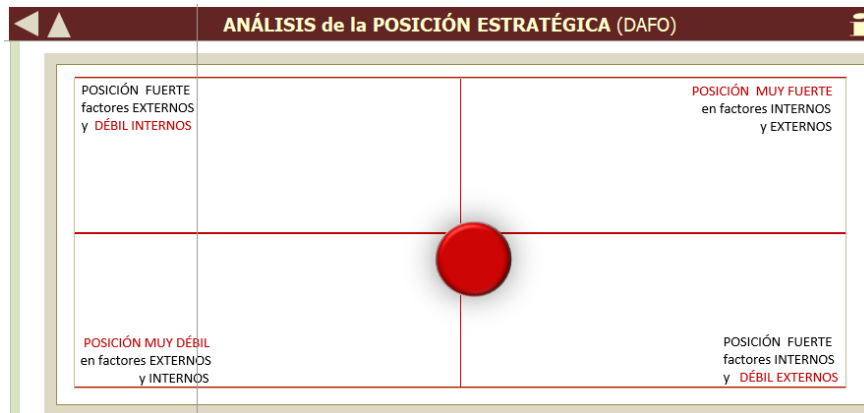 ANÁLISIS de la POSICIÓN ESTRATÉGICA (DAFO)
POSICIÓN FUERTE
factores EXTERNOS
y DÉBIL INTERNOS
POSICIÓN MUY FUERTE
en factores INTERNOS
y EXTERNOS
POSICIÓN MUY DÉBIL
en factores EXTERNOS
y INTERNOS
POSICIÓN FUERTE
factores INTERNOS
y DÉBIL EXTERNOS